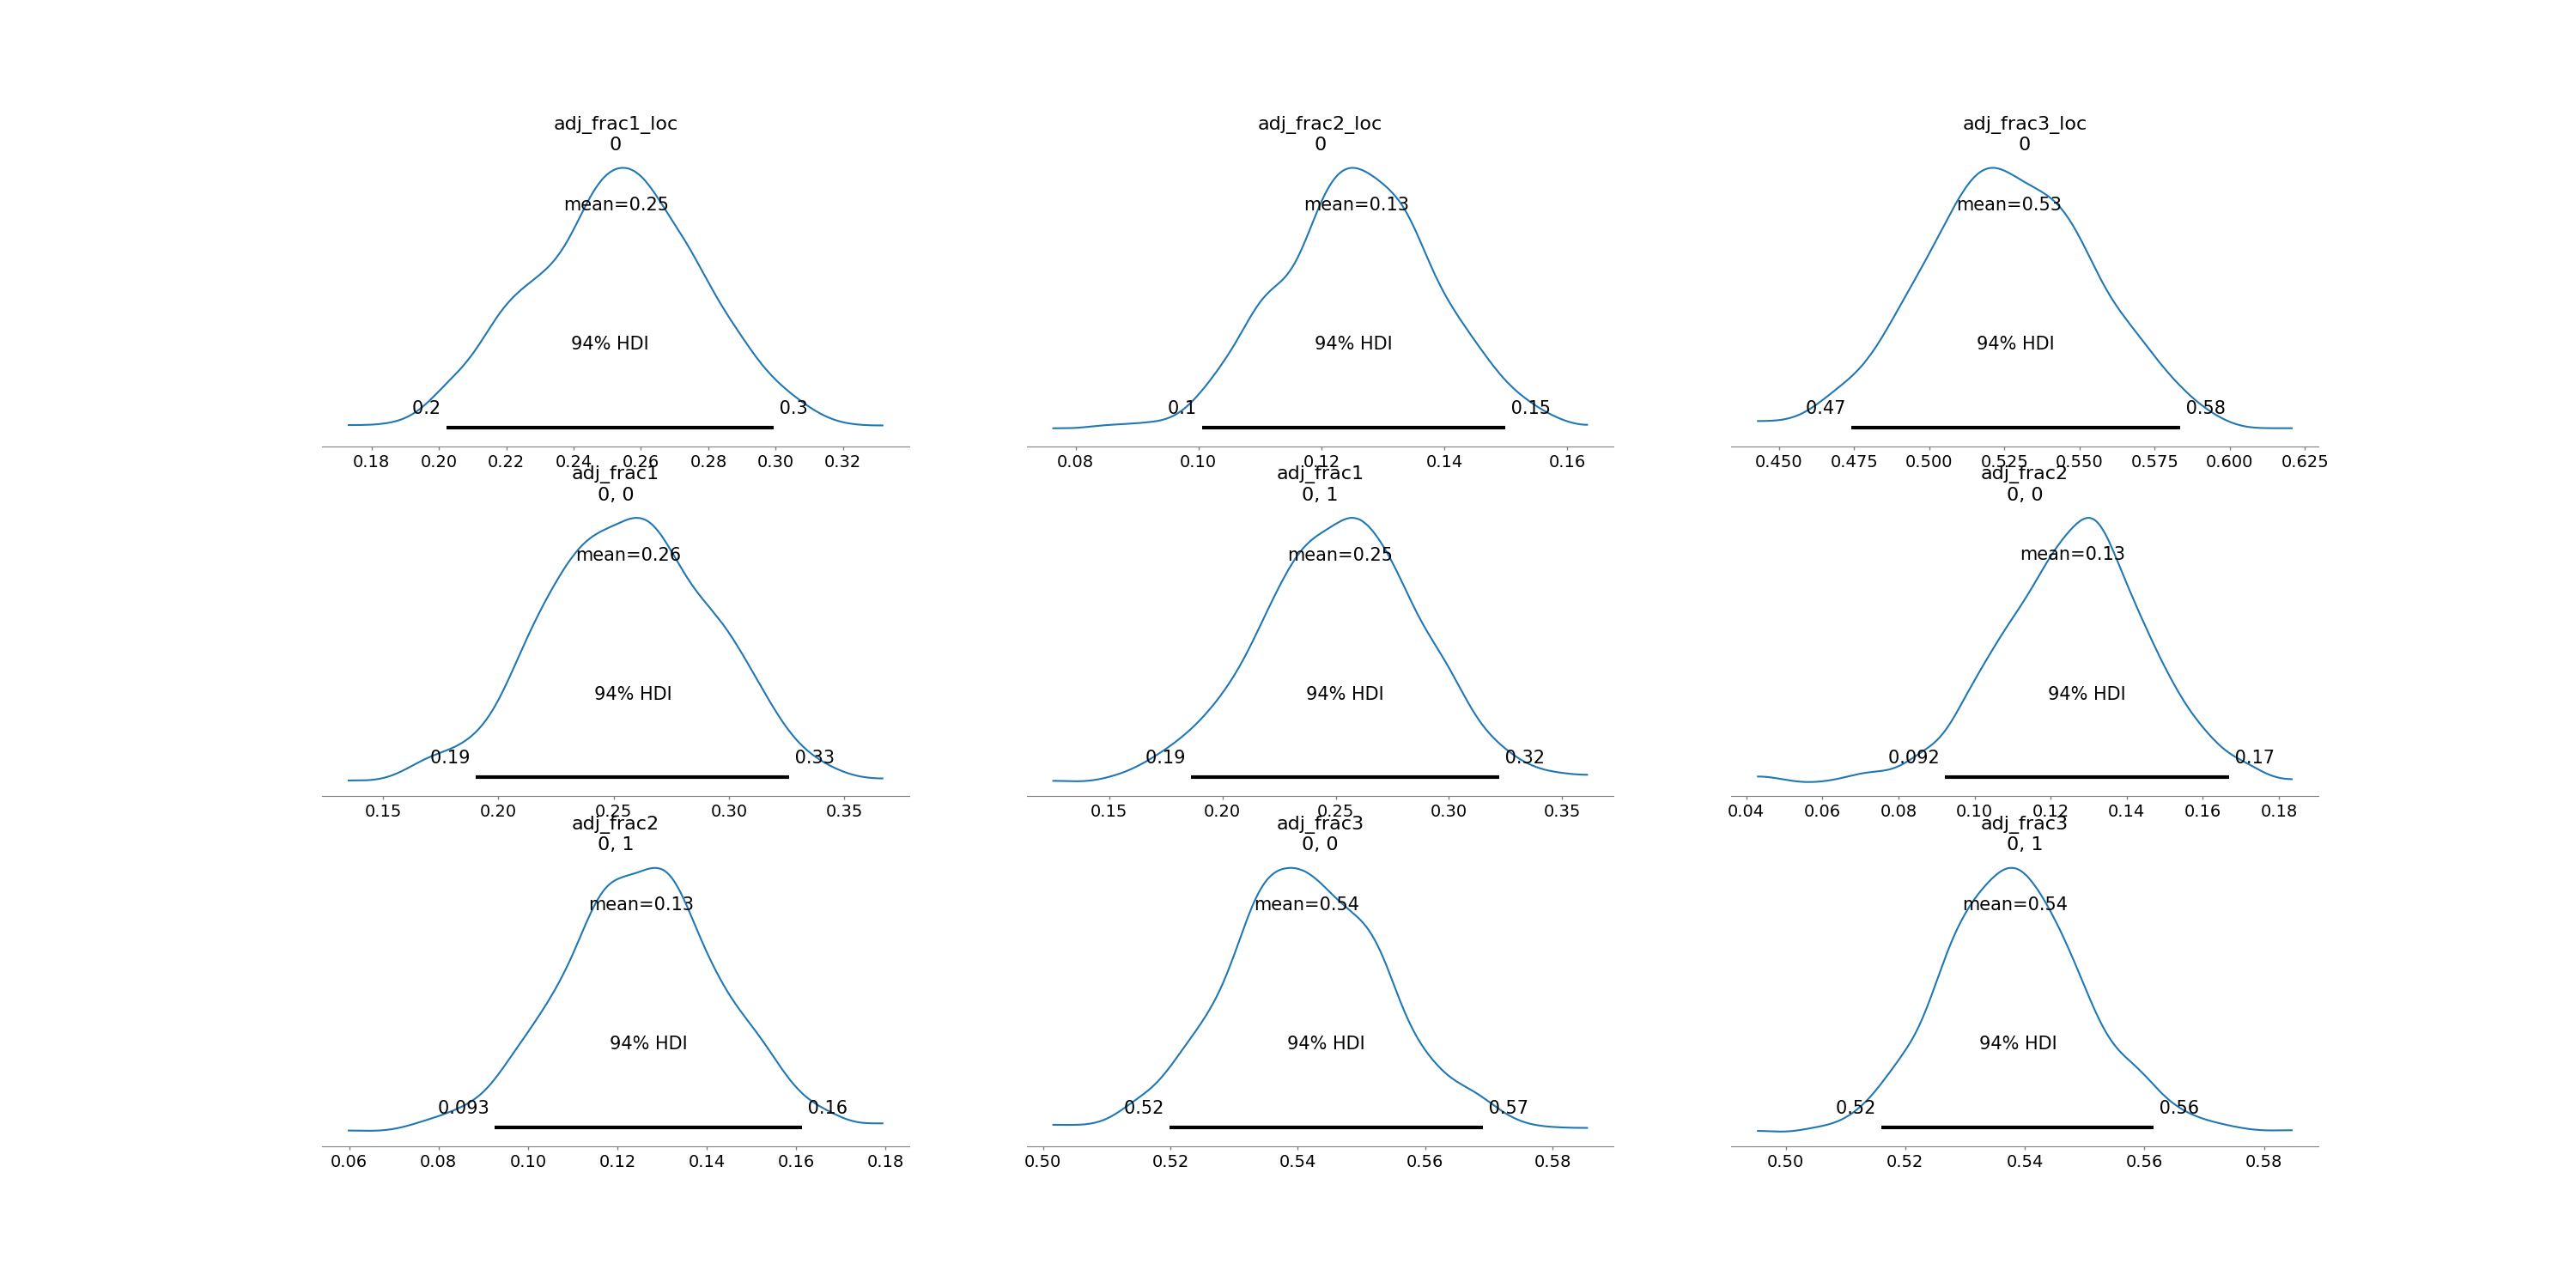 adj_frac1_loc
0
mean=0.25
94% HDI
0.2
0.3
0.18 0.20 0.22 0.24 0.26 0.28 0.30 0.32
adj_frac2_loc
0
mean=0.13
94% HDI
0.1
0.15
0.08 0.10 0.12 0.14 0.16
adj_frac3_loc
0
mean=0.53
94% HDI
0.47
0.58
0.450 0.475 0.500 0.525 0.550 0.575 0.600 0.625
adj_frac1
0, 0
mean=0.26
94% HDI
0.19
0.33
0.15 0.20 0.25 0.30 0.35
adj_frac1
0, 1
mean=0.25
94% HDI
0.19
0.32
0.15 0.20 0.25 0.30 0.35
adj_frac2
0, 0
mean=0.13
94% HDI
0.092
0.17
0.04 0.06 0.08 0.10 0.12 0.14 0.16 0.18
adj_frac2
0, 1
mean=0.13
94% HDI
0.093
0.16
0.06 0.08 0.10 0.12 0.14 0.16 0.18
adj_frac3
0, 0
mean=0.54
94% HDI
0.52
0.57
0.50 0.52 0.54 0.56 0.58
adj_frac3
0, 1
mean=0.54
94% HDI
0.52
0.56
0.50 0.52 0.54 0.56 0.58